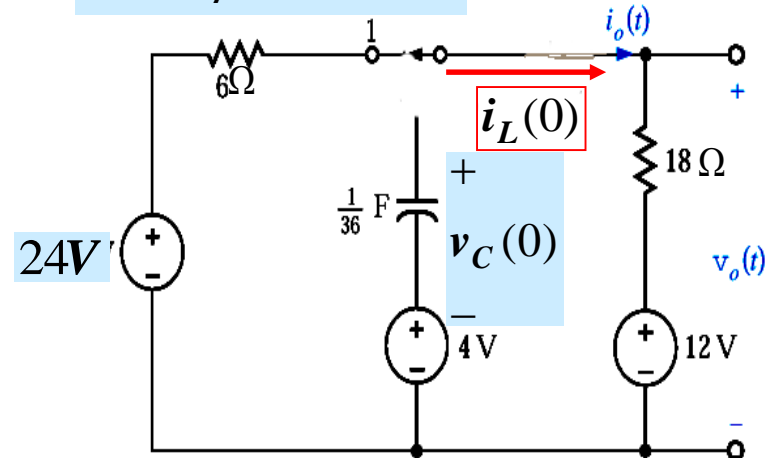 i_o(t)
1
6Ω
i_L(0)
+
18 Ω
1/36 F
+
24V
+
-
v_C(0)
v_o(t)
-
+
-
4 V
+
-
12 V
-